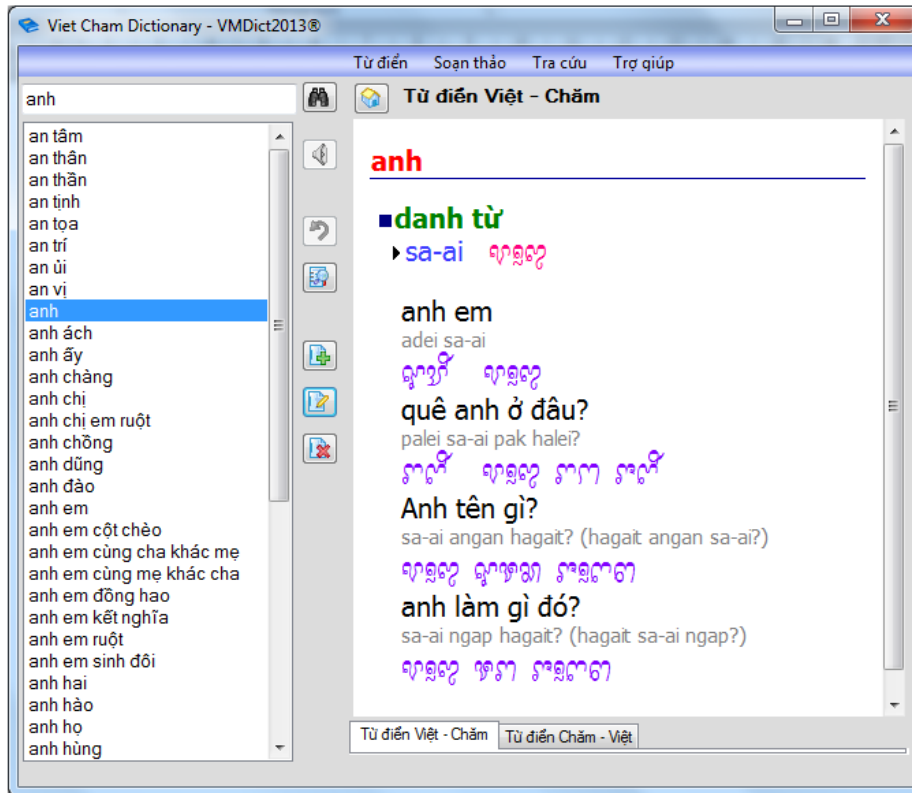 Viet Cham Dictionary - VMDict2013®
Từ điển Soạn thảo Tra cứu Trợ giúp
anh
Từ điển Việt - Chăm
an tâm
an thân
an thần
an tịnh
an tọa
an trí
an ủi
an vị
anh
anh ách
anh ấy
anh chàng
anh chị
anh chị em ruột
anh chồng
anh dũng
anh đào
anh em
anh em cột chèo
anh em cùng cha khác mẹ
anh em cùng mẹ khác cha
anh em đồng hao
anh em kết nghĩa
anh em ruột
anh em sinh đôi
anh hai
anh hào
anh họ
anh hùng
anh
danh từ
sa-ai
anh em
adei sa-ai
quê anh ở đâu?
palei sa-ai pak halei?
Anh tên gì?
sa-ai angan hagait? (hagait angan sa-ai?)
anh làm gì đó?
sa-ai ngap hagait? (hagait sa-ai ngap?)
Từ điển Việt - Chăm Từ điển Chăm - Việt